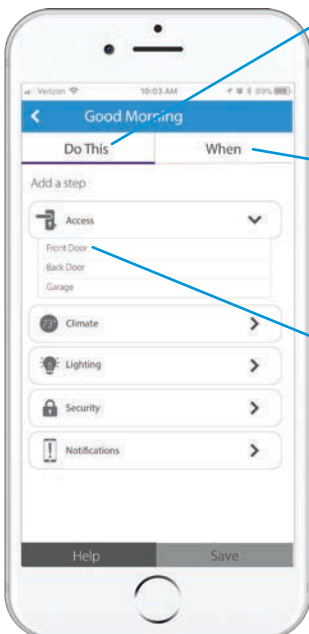 Verizon 10:03 AM 89%
Good Morning
Do This When
Add a step
Access
Front Door
Back Door
Garage
73° Climate
Lighting
Security
Notifications
Help Save